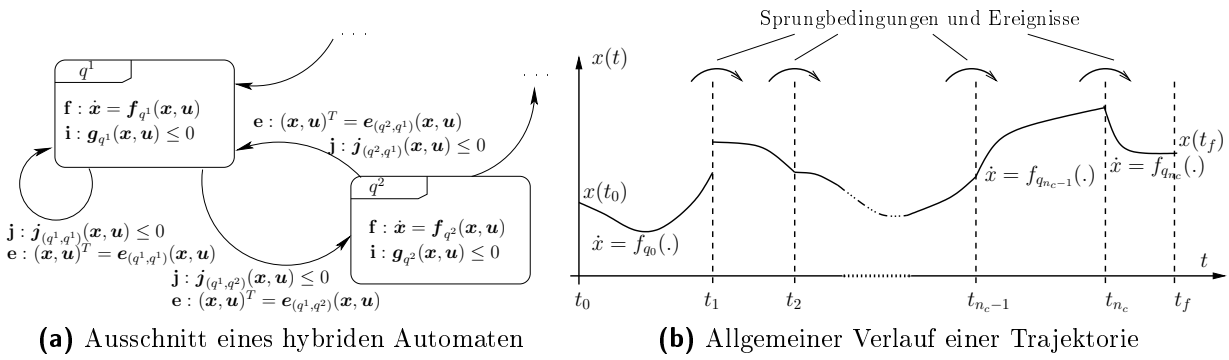 . . .
q¹
f : ẋ = f_{q¹}(x, u)
i : g_{q¹}(x, u) ≤ 0
. . .
e : (x, u)ᵀ = e_{(q²,q¹)}(x, u)
j : j_{(q²,q¹)}(x, u) ≤ 0
q²
f : ẋ = f_{q²}(x, u)
i : g_{q²}(x, u) ≤ 0
j : j_{(q¹,q¹)}(x, u) ≤ 0
e : (x, u)ᵀ = e_{(q¹,q¹)}(x, u)
j : j_{(q¹,q²)}(x, u) ≤ 0
e : (x, u)ᵀ = e_{(q¹,q²)}(x, u)
(a) Ausschnitt eines hybriden Automaten
Sprungbedingungen und Ereignisse
x(t)
x(t₀)
ẋ = f_{q₀}(.)
ẋ = f_{q_{n_c−1}}(.)
x(t_f)
ẋ = f_{q_{n_c}}(.)
t
t₀ t₁ t₂ t_{n_c−1} t_{n_c} t_f
(b) Allgemeiner Verlauf einer Trajektorie